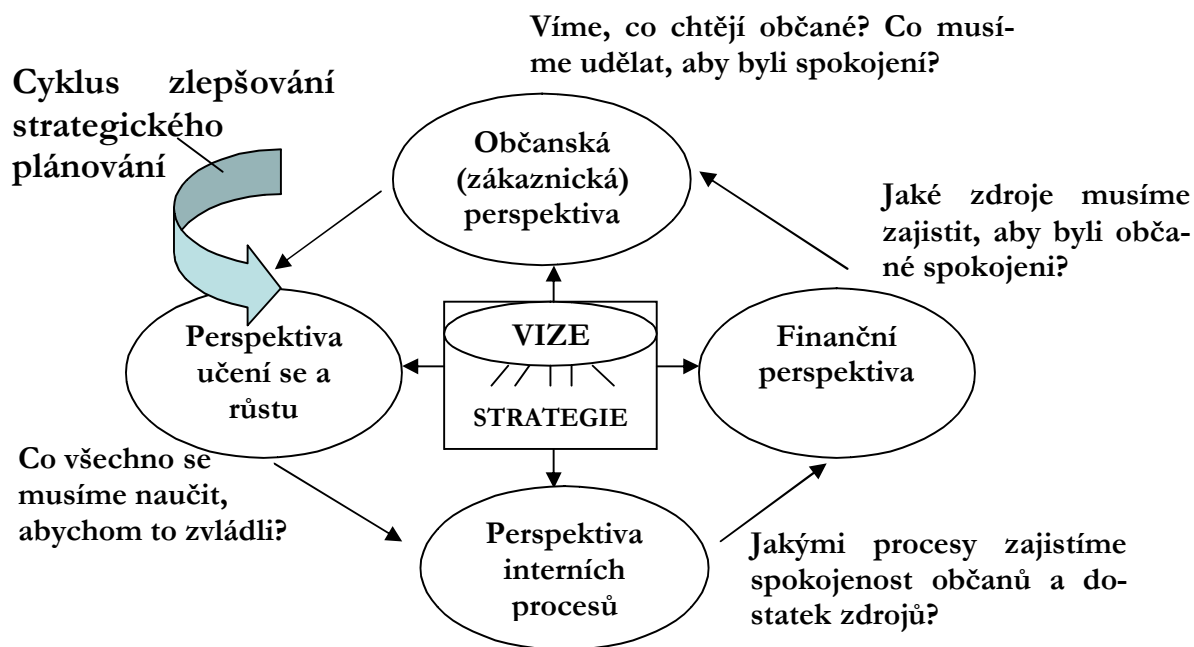 Víme, co chtějí občané? Co musí-
me udělat, aby byli spokojení?
Cyklus zlepšování
strategického
plánování
Občanská
(zákaznická)
perspektiva
Jaké zdroje musíme
zajistit, aby byli obča-
né spokojeni?
Perspektiva
učení se a
růstu
VIZE
STRATEGIE
Finanční
perspektiva
Co všechno se
musíme naučit,
abychom to zvládli?
Perspektiva
interních
procesů
Jakými procesy zajistíme
spokojenost občanů a do-
statek zdrojů?